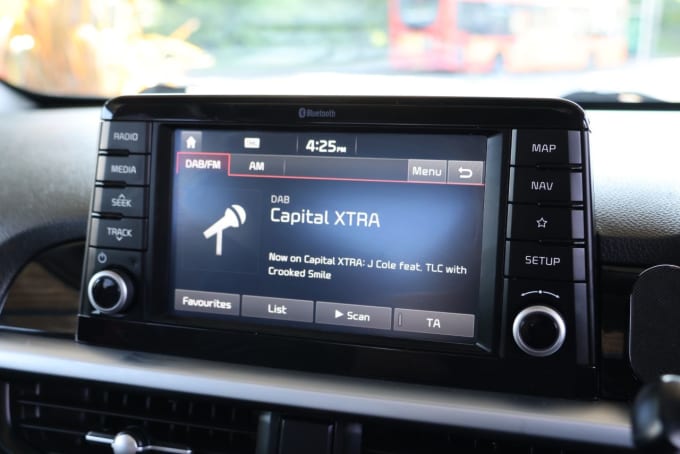 Bluetooth
RADIO
MEDIA
SEEK
TRACK
4:25 PM
DAB/FM
AM
Menu
DAB
Capital XTRA
Now on Capital XTRA: J Cole feat. TLC with
Crooked Smile
Favourites
List
Scan
TA
MAP
NAV
SETUP